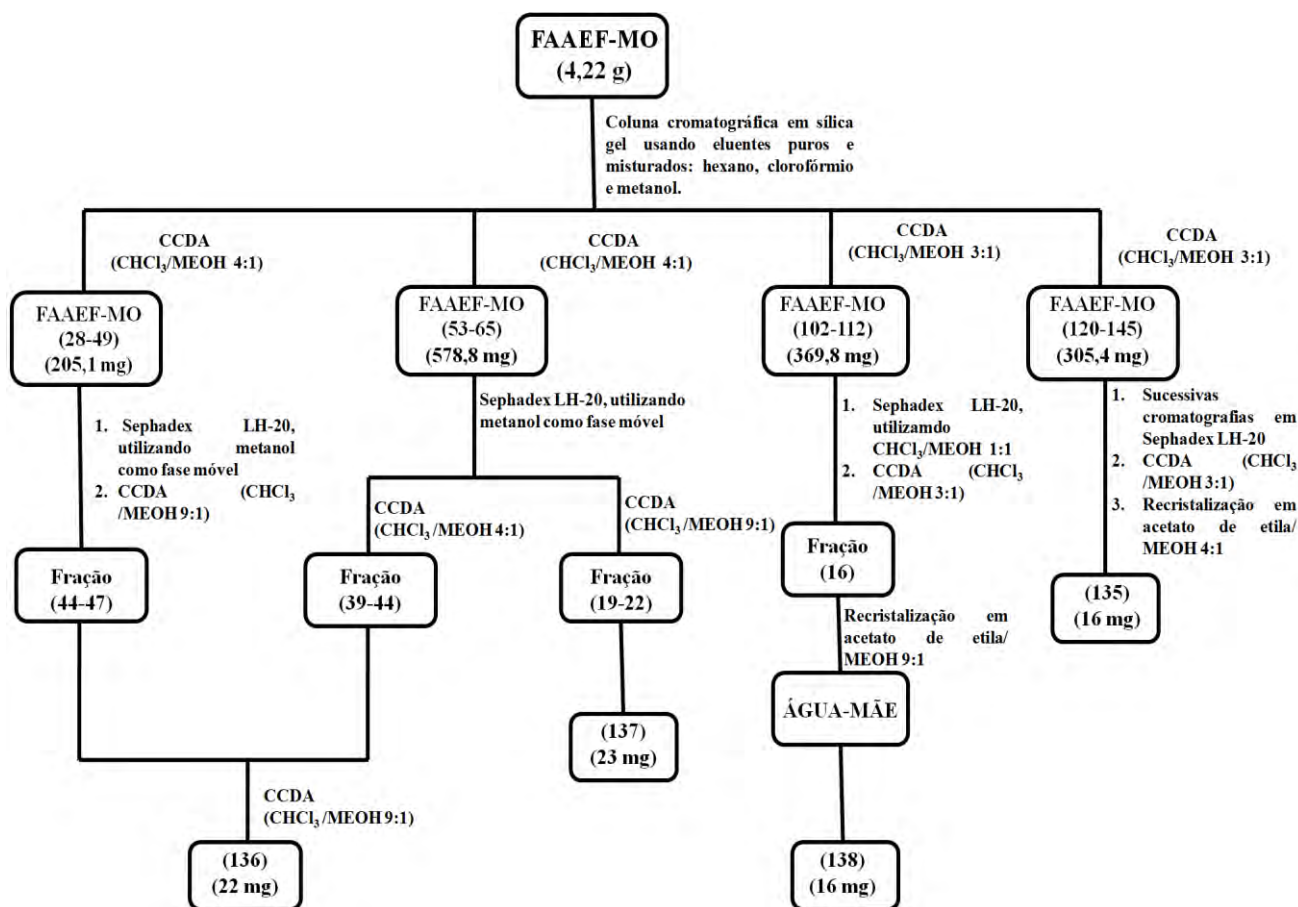 FAAEF-MO
(4,22 g)
Coluna cromatográfica em sílica
gel usando eluentes puros e
misturados: hexano, clorofórmio
e metanol.
CCDA
(CHCl₃/MEOH 4:1)
CCDA
(CHCl₃/MEOH 4:1)
CCDA
(CHCl₃/MEOH 3:1)
CCDA
(CHCl₃/MEOH 3:1)
FAAEF-MO
(28-49)
(205,1 mg)
FAAEF-MO
(53-65)
(578,8 mg)
FAAEF-MO
(102-112)
(369,8 mg)
FAAEF-MO
(120-145)
(305,4 mg)
1. Sephadex LH-20,
utilizando metanol
como fase móvel
2. CCDA (CHCl₃
/MEOH 9:1)
Sephadex LH-20, utilizando
metanol como fase móvel
1. Sephadex LH-20,
utilizamdo
CHCl₃/MEOH 1:1
2. CCDA (CHCl₃
/MEOH 3:1)
1. Sucessivas
cromatografias em
Sephadex LH-20
2. CCDA (CHCl₃
/MEOH 3:1)
3. Recristalização em
acetato de etila/
MEOH 4:1
CCDA
(CHCl₃/MEOH 4:1)
CCDA
(CHCl₃/MEOH 9:1)
Fração
(44-47)
Fração
(39-44)
Fração
(19-22)
Fração
(16)
(135)
(16 mg)
Recristalização em
acetato de etila/
MEOH 9:1
ÁGUA-MÃE
(137)
(23 mg)
CCDA
(CHCl₃/MEOH 9:1)
(136)
(22 mg)
(138)
(16 mg)